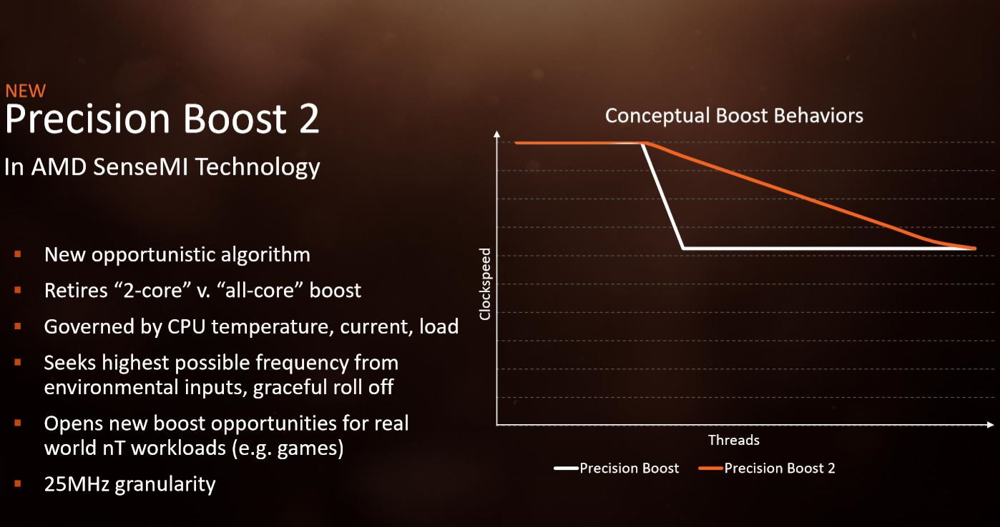 NEW
Precision Boost 2
In AMD SenseMI Technology
▪ New opportunistic algorithm
▪ Retires “2-core” v. “all-core” boost
▪ Governed by CPU temperature, current, load
▪ Seeks highest possible frequency from
environmental inputs, graceful roll off
▪ Opens new boost opportunities for real
world nT workloads (e.g. games)
▪ 25MHz granularity
Conceptual Boost Behaviors
Clockspeed
Threads
Precision Boost
Precision Boost 2